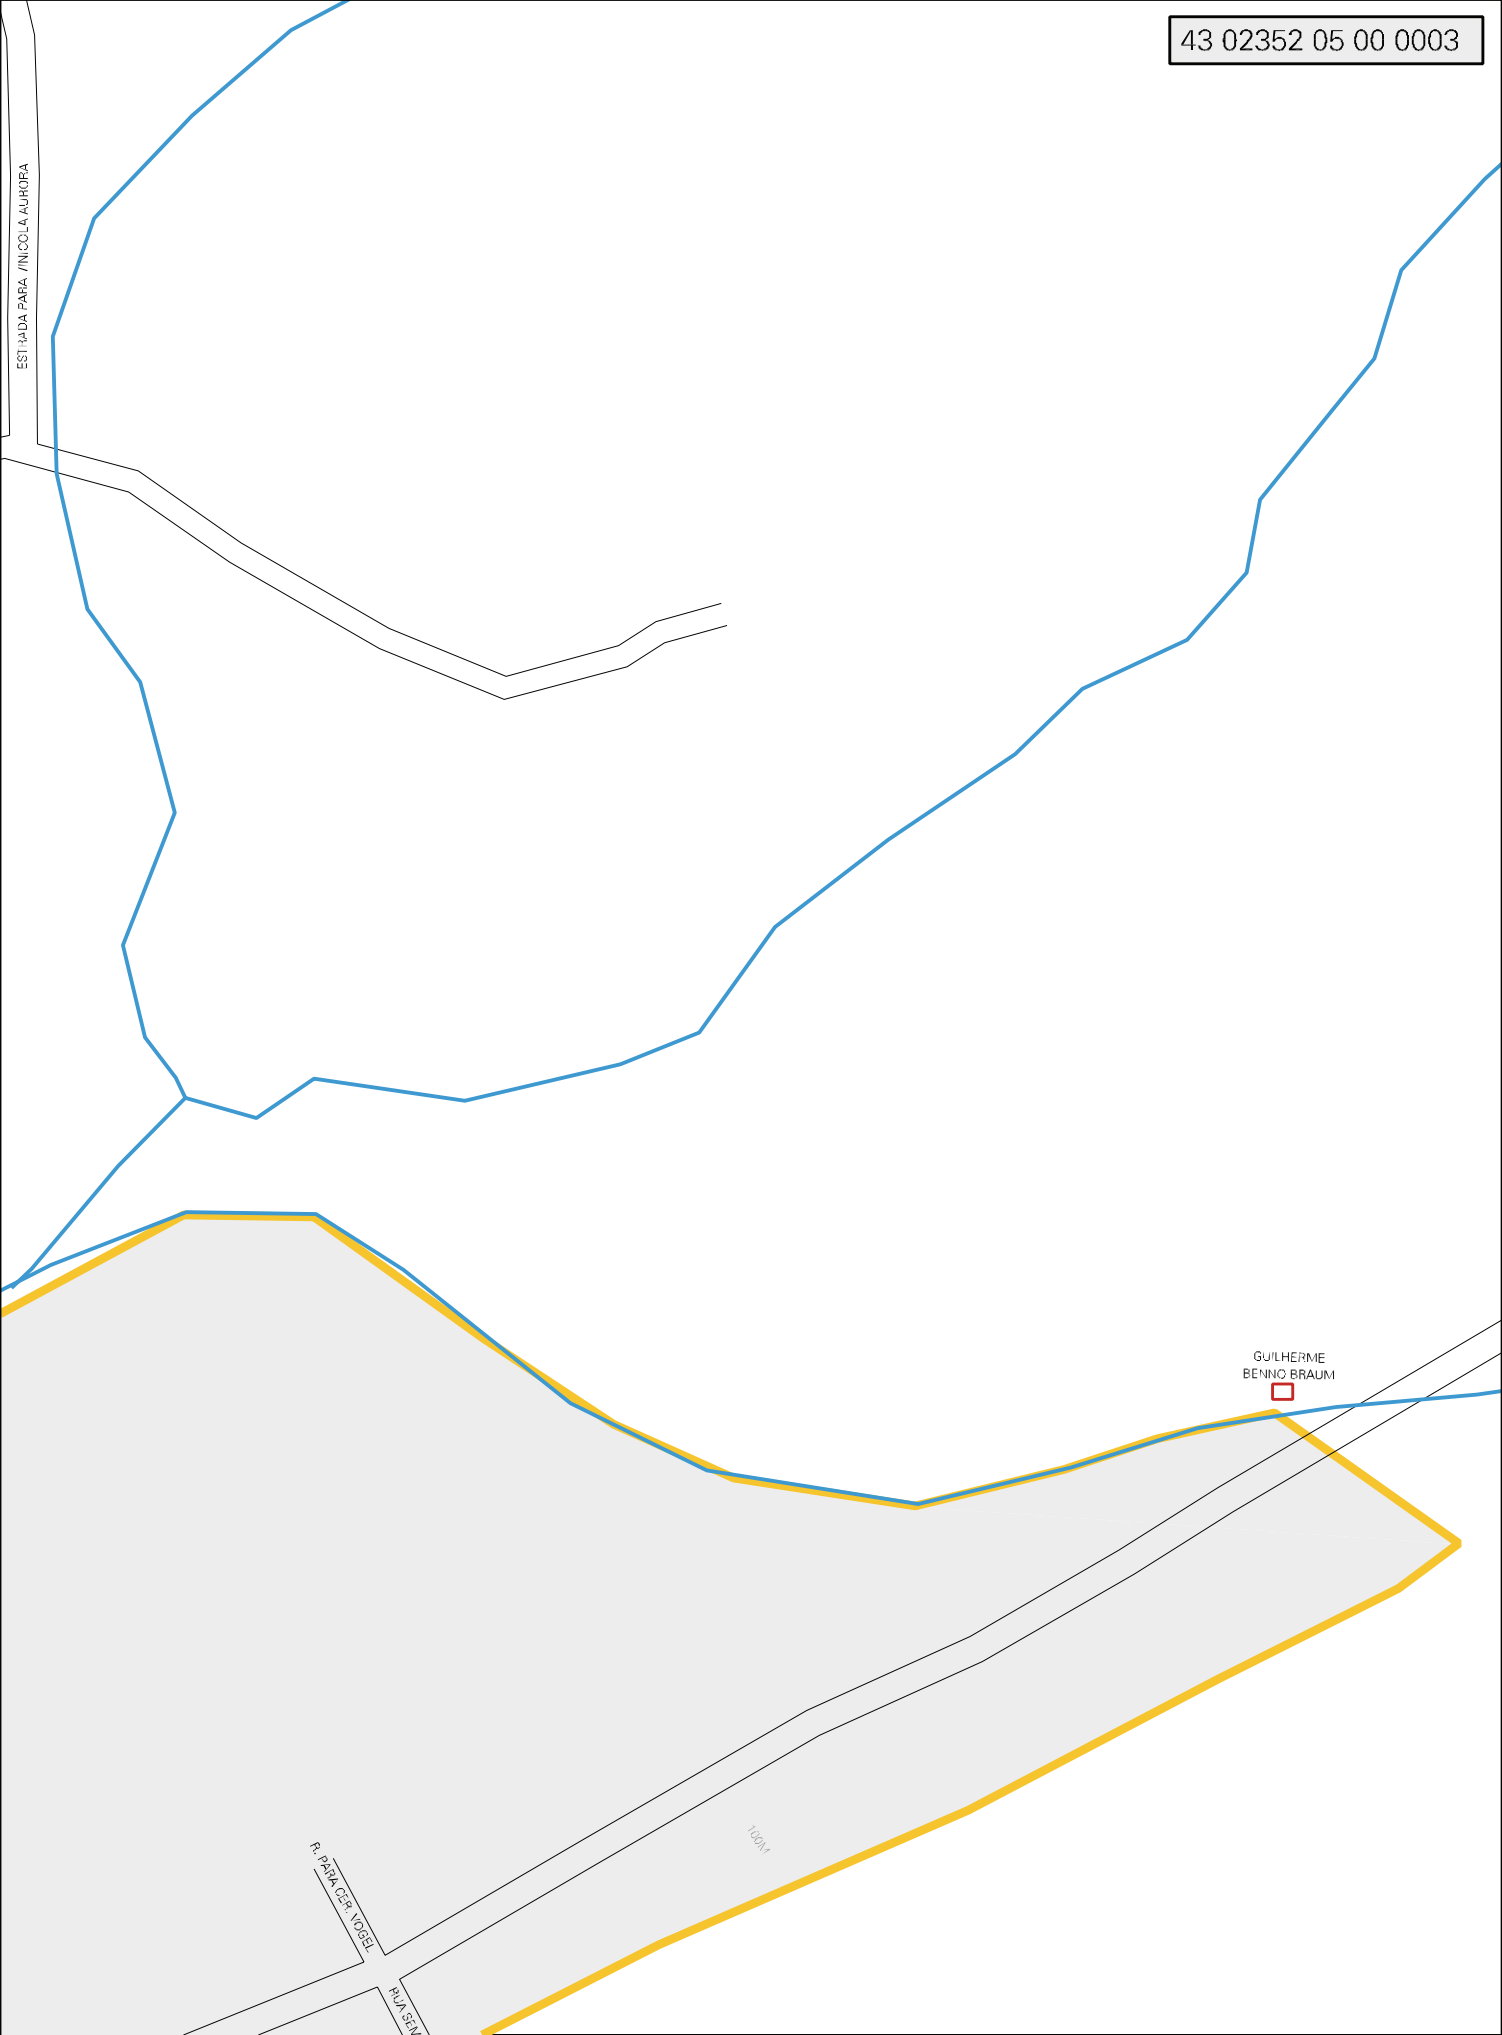 43 02352 05 00 0003
ESTRADA PARA VINICOLA AURORA
GUILHERME
BENNO BRAUM
100M
R. PARA CER. VOGEL
RUA SEM